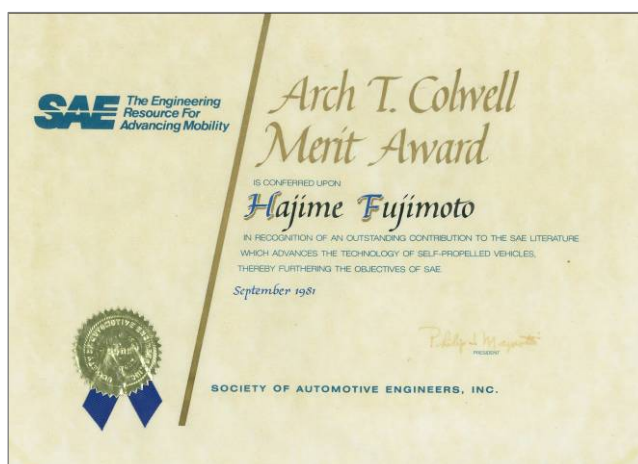 SAE
The Engineering
Resource For
Advancing Mobility
Arch T. Colwell
Merit Award
IS CONFERRED UPON
Hajime Fujimoto
IN RECOGNITION OF AN OUTSTANDING CONTRIBUTION TO THE SAE LITERATURE
WHICH ADVANCES THE TECHNOLOGY OF SELF-PROPELLED VEHICLES,
THEREBY FURTHERING THE OBJECTIVES OF SAE
September 1981
PRESIDENT
SOCIETY OF AUTOMOTIVE ENGINEERS, INC.